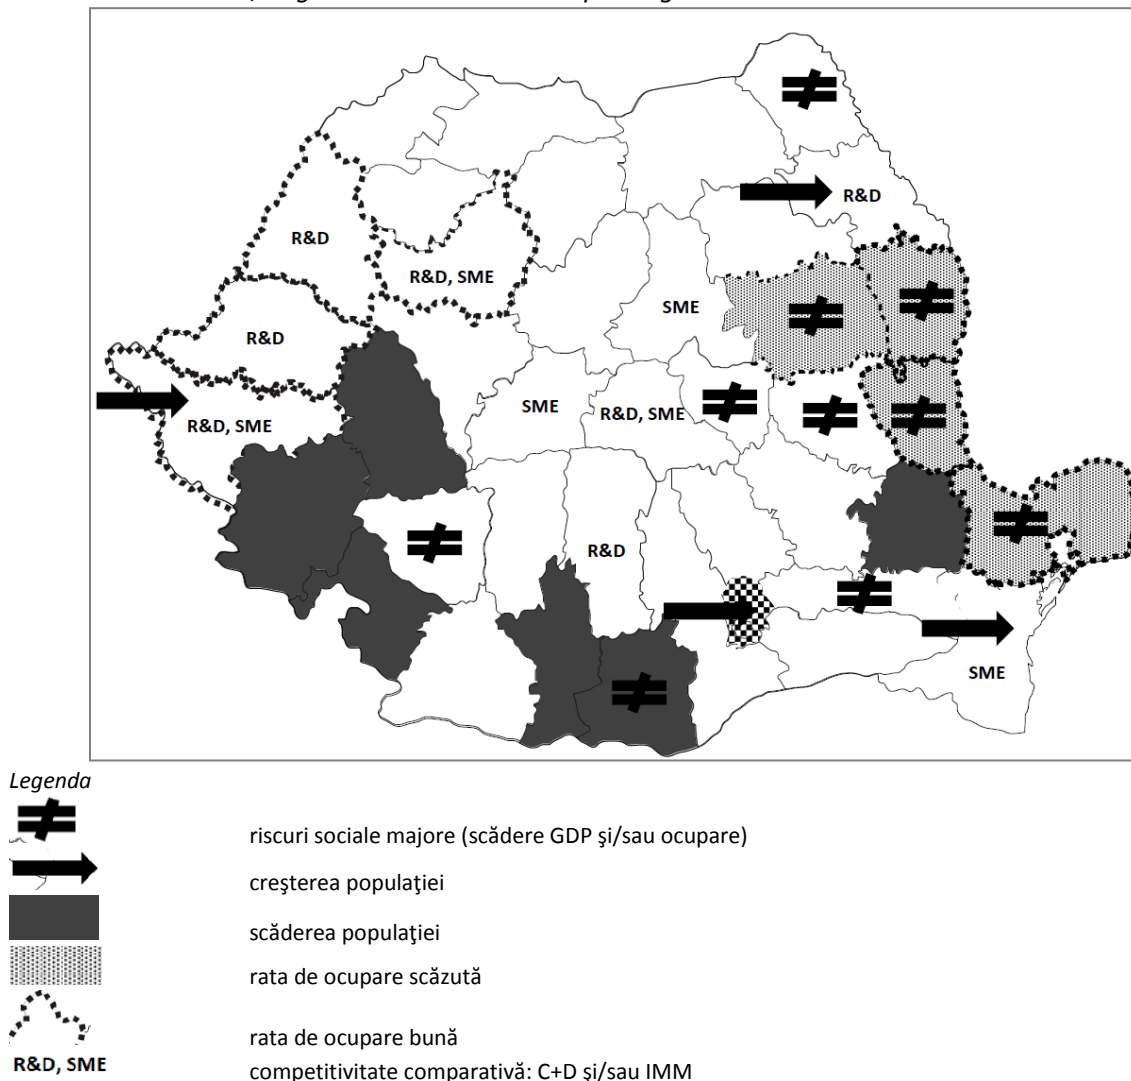 R&D
R&D
R&D, SME
SME
R&D
R&D, SME
SME
R&D, SME
R&D
SME
Legenda
riscuri sociale majore (scădere GDP şi/sau ocupare)
creşterea populaţiei
scăderea populaţiei
rata de ocupare scăzută
rata de ocupare bună
R&D, SME
competitivitate comparativă: C+D şi/sau IMM